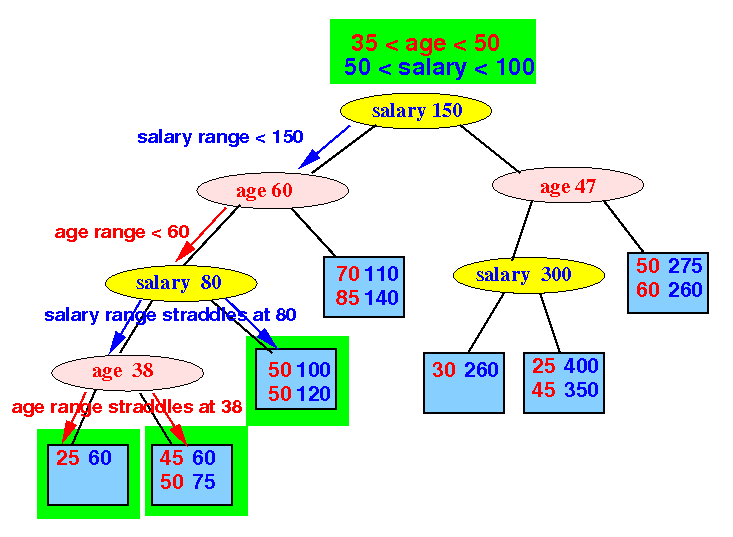 35 < age < 50
50 < salary < 100
salary 150
salary range < 150
age 60
age 47
age range < 60
salary 80
70 110
85 140
salary 300
50 275
60 260
salary range straddles at 80
age 38
50 100
50 120
30 260
25 400
45 350
age range straddles at 38
25 60
45 60
50 75